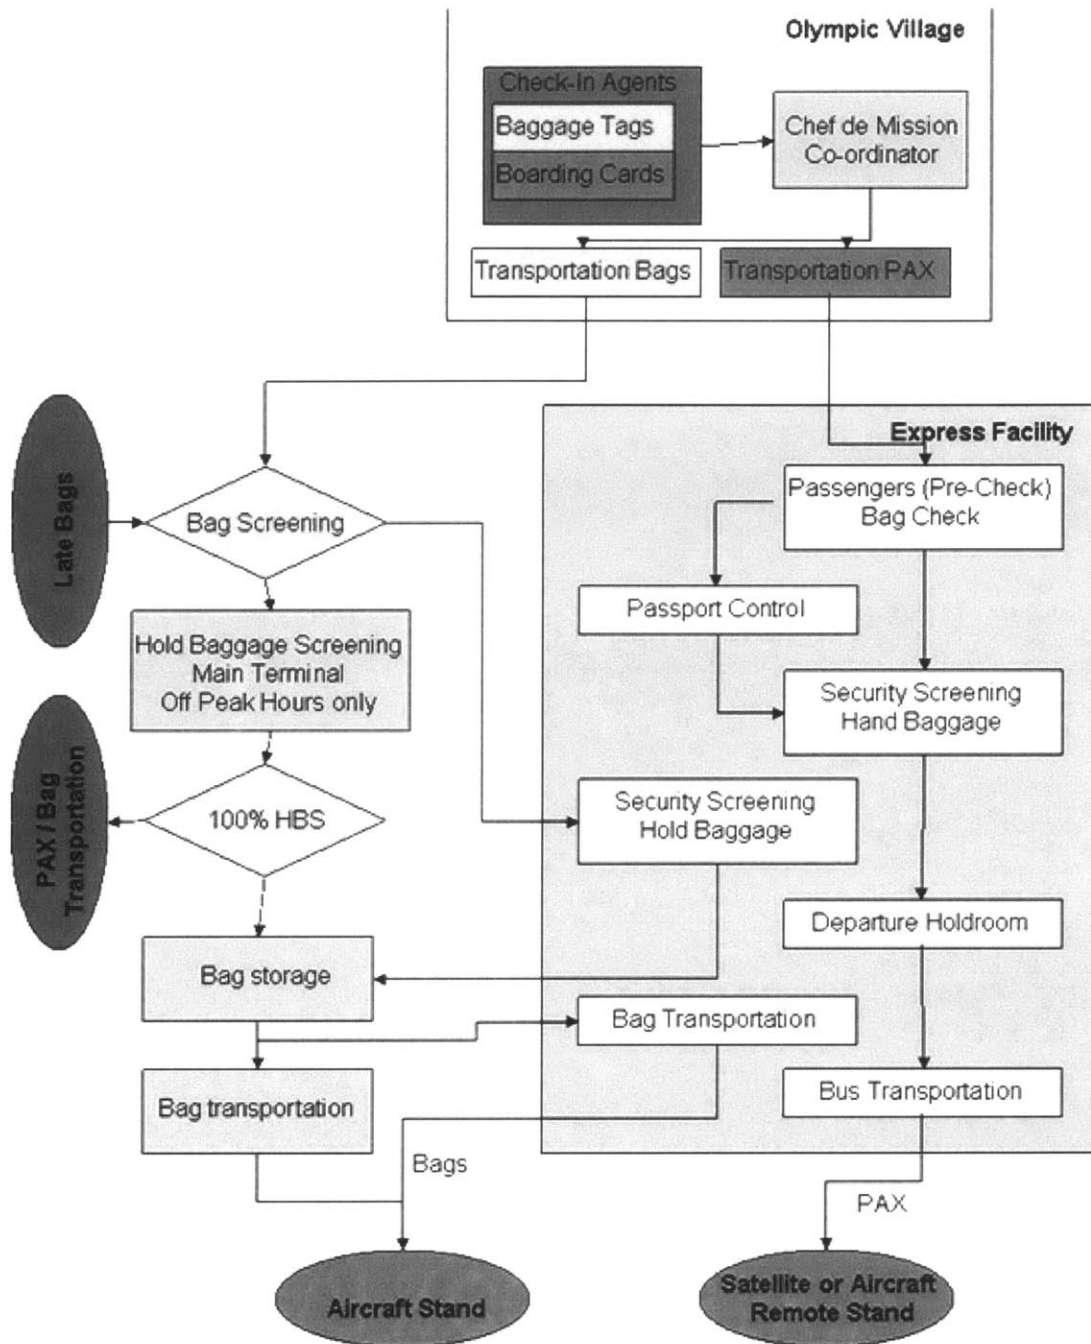 Olympic Village
Check-In Agents
Baggage Tags
Boarding Cards
Chef de Mission
Co-ordinator
Transportation Bags
Transportation PAX
Express Facility
Late Bags
Bag Screening
Passengers (Pre-Check)
Bag Check
Passport Control
Hold Baggage Screening
Main Terminal
Off Peak Hours only
Security Screening
Hand Baggage
PAX / Bag
Transportation
100% HBS
Security Screening
Hold Baggage
Departure Holdroom
Bag storage
Bag Transportation
Bag transportation
Bus Transportation
Bags
PAX
Aircraft Stand
Satellite or Aircraft
Remote Stand